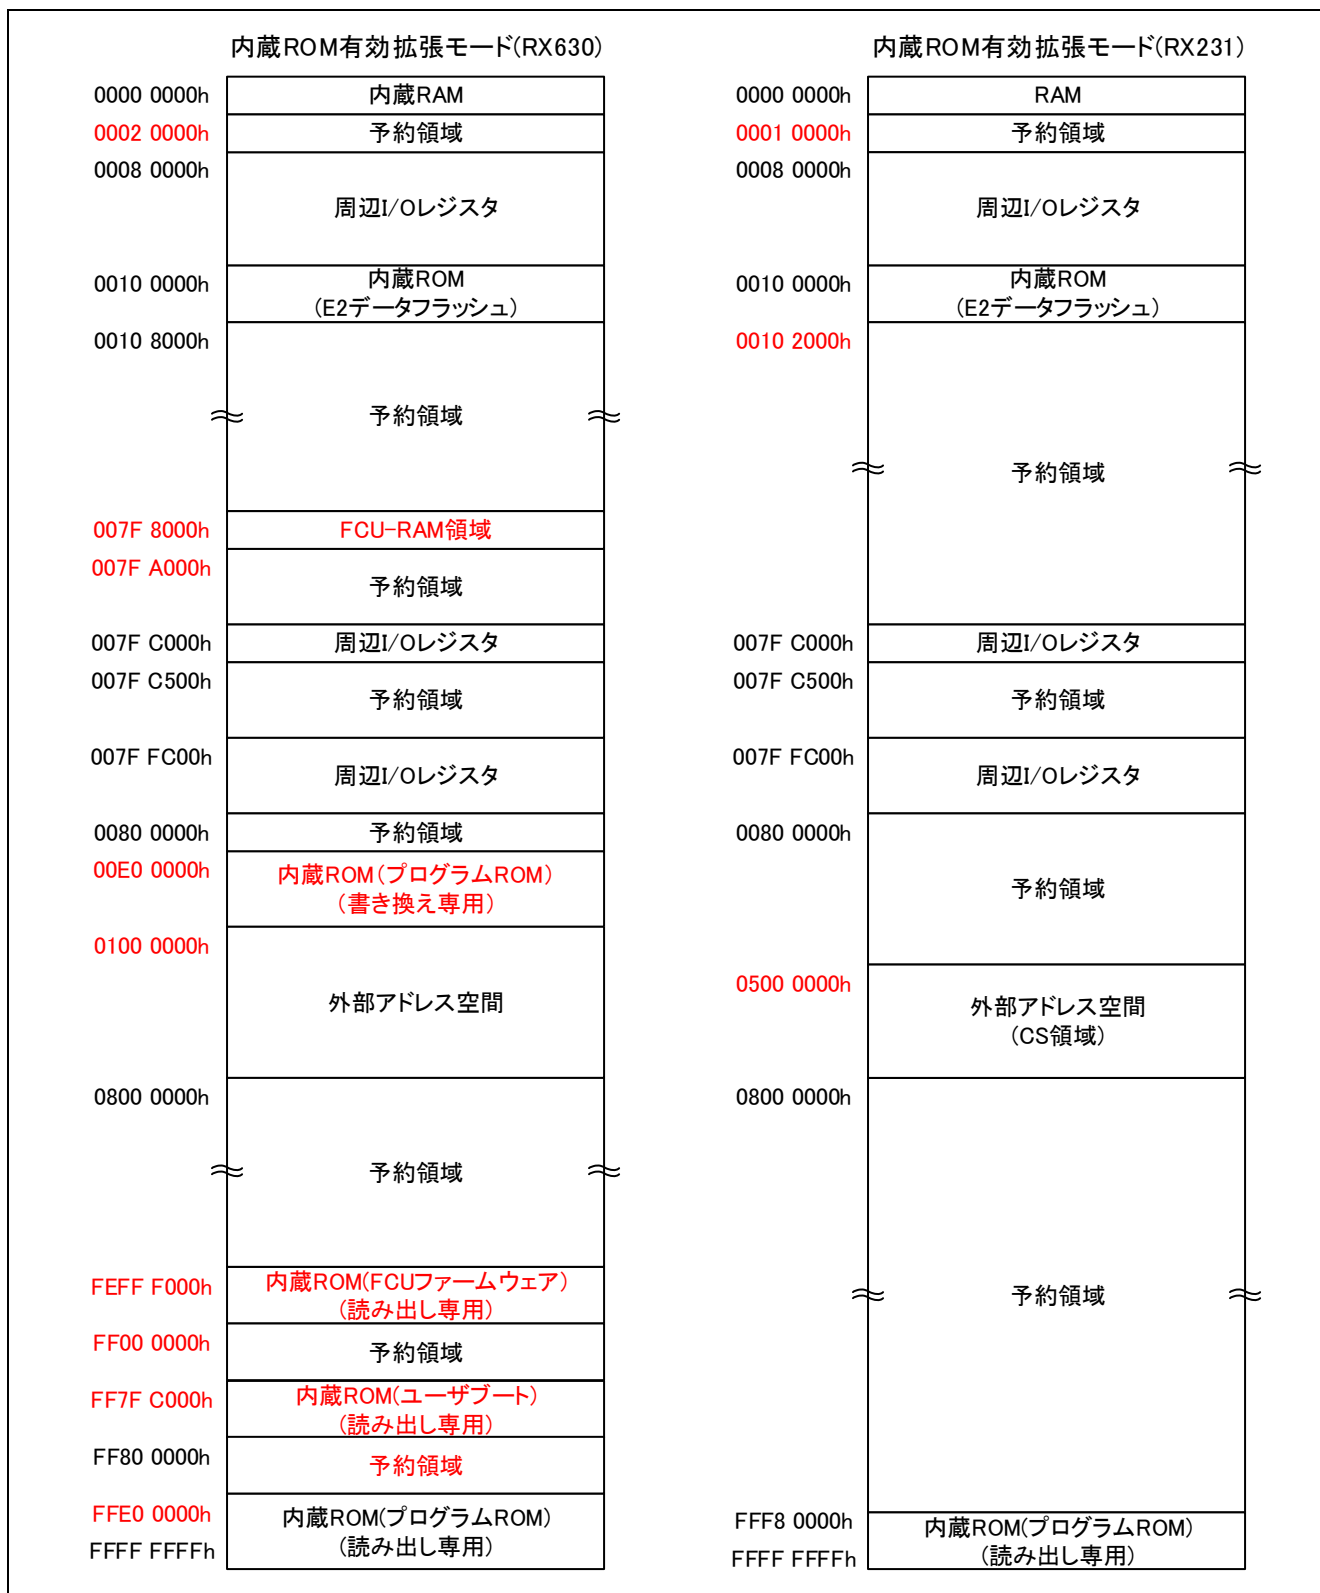 内蔵ROM有効拡張モード(RX630)
0000 0000h
内蔵RAM
0002 0000h
予約領域
0008 0000h
周辺I/Oレジスタ
0010 0000h
内蔵ROM
(E2データフラッシュ)
0010 8000h
予約領域
007F 8000h
FCU-RAM領域
007F A000h
予約領域
007F C000h
周辺I/Oレジスタ
007F C500h
予約領域
007F FC00h
周辺I/Oレジスタ
0080 0000h
予約領域
00E0 0000h
内蔵ROM(プログラムROM)
(書き換え専用)
0100 0000h
外部アドレス空間
0800 0000h
予約領域
FEFF F000h
内蔵ROM(FCUファームウェア)
(読み出し専用)
FF00 0000h
予約領域
FF7F C000h
内蔵ROM(ユーザブート)
(読み出し専用)
FF80 0000h
予約領域
FFE0 0000h
内蔵ROM(プログラムROM)
(読み出し専用)
FFFF FFFFh
内蔵ROM有効拡張モード(RX231)
0000 0000h
RAM
0001 0000h
予約領域
0008 0000h
周辺I/Oレジスタ
0010 0000h
内蔵ROM
(E2データフラッシュ)
0010 2000h
予約領域
007F C000h
周辺I/Oレジスタ
007F C500h
予約領域
007F FC00h
周辺I/Oレジスタ
0080 0000h
予約領域
0500 0000h
外部アドレス空間
(CS領域)
0800 0000h
予約領域
FFF8 0000h
内蔵ROM(プログラムROM)
(読み出し専用)
FFFF FFFFh